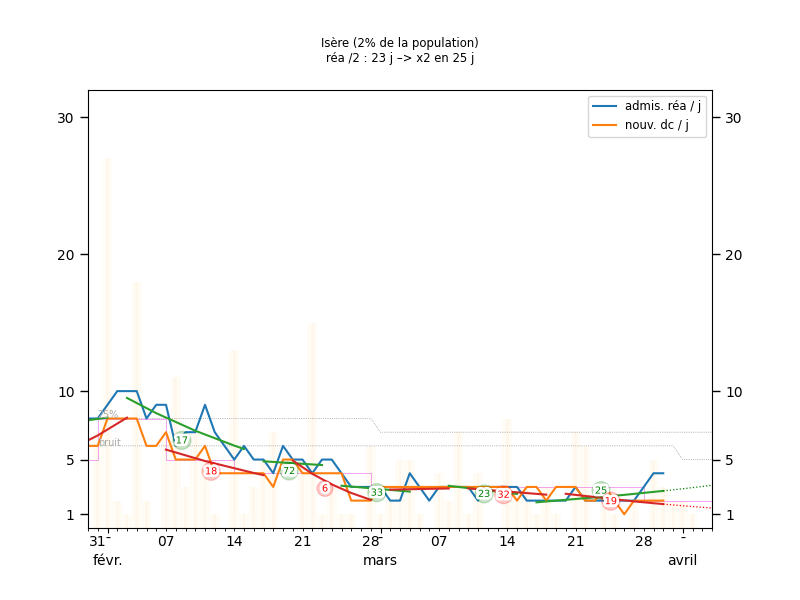 Isère (2% de la population)
réa /2 : 23 j –> x2 en 25 j
admis. réa / j
nouv. dc / j
30
30
20
20
10
10
75%
bruit
17
18
72
6
33
23
32
25
19
5
5
1
1
31 07 14 21 28 07 14 21 28
févr. mars avril